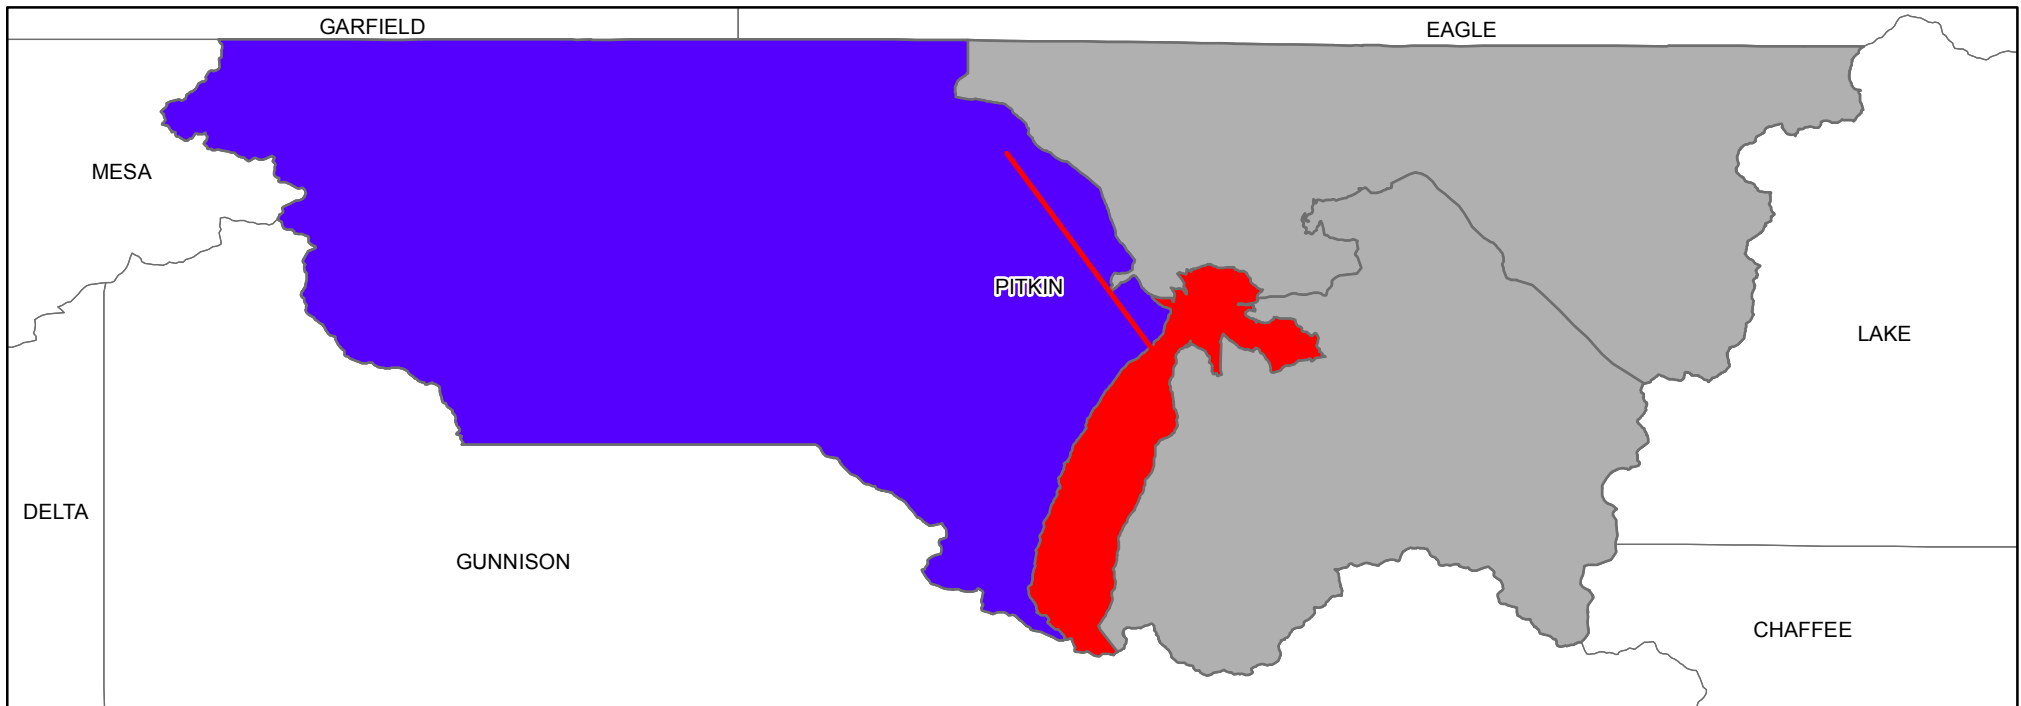 GARFIELD
EAGLE
MESA
PITKIN
LAKE
DELTA
GUNNISON
CHAFFEE